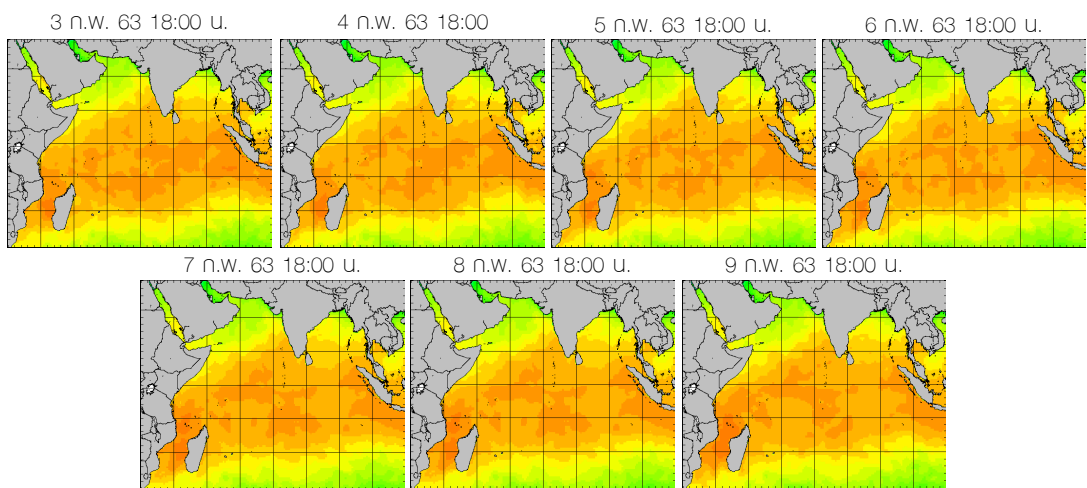 3 ก.พ. 63 18:00 น.
4 ก.พ. 63 18:00
5 ก.พ. 63 18:00 น.
6 ก.พ. 63 18:00 น.
7 ก.พ. 63 18:00 น.
8 ก.พ. 63 18:00 น.
9 ก.พ. 63 18:00 น.